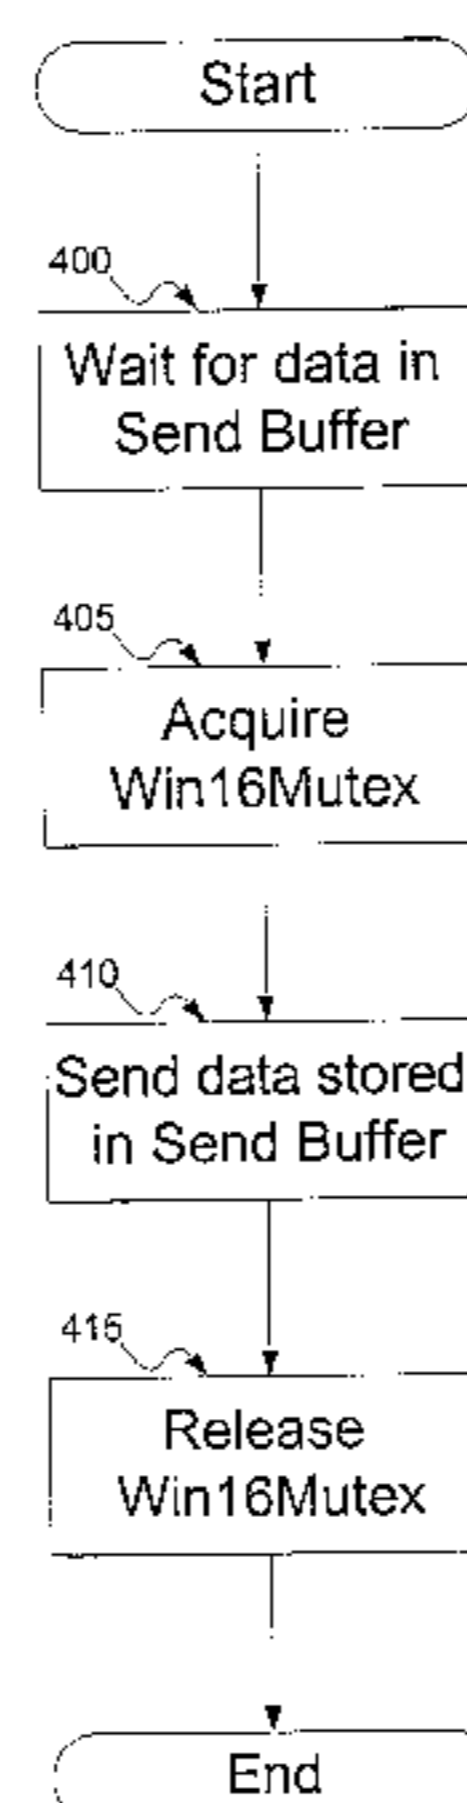 Start
400
Wait for data in
Send Buffer
405
Acquire
Win16Mutex
410
Send data stored
in Send Buffer
415
Release
Win16Mutex
End